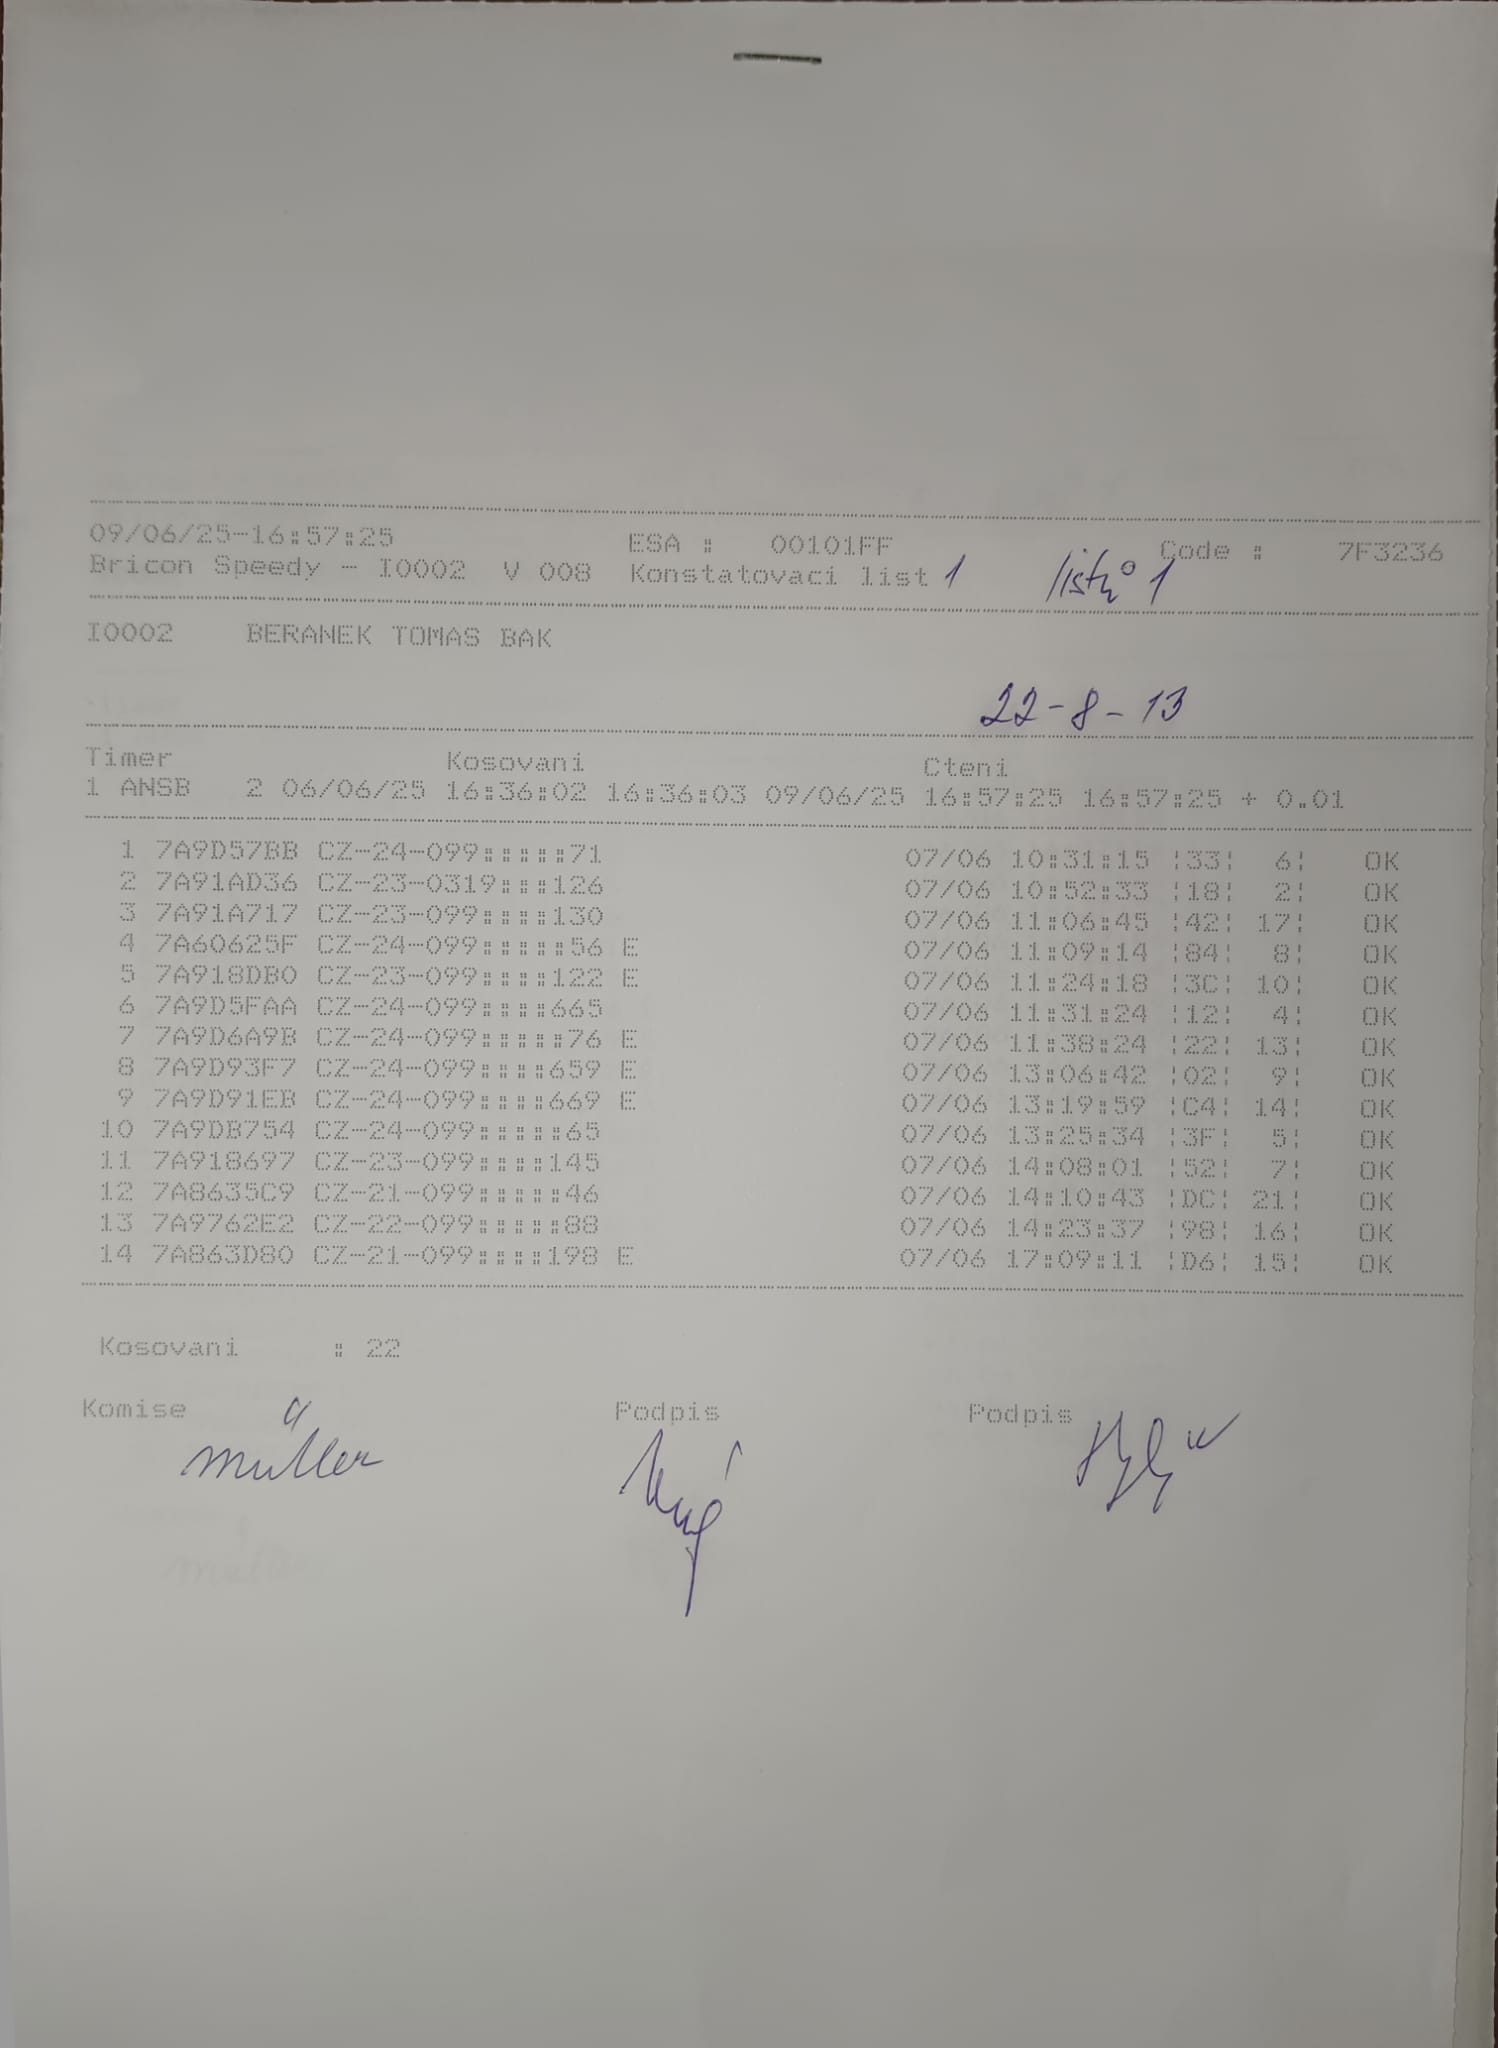 09/06/25-16:57:25 ESA : 00101FF Code : 7F3236
Bricon Speedy - I0002 V 008 Konstatovaci list 1 listů 1
I0002 BERANEK TOMAS BAK
22-8-13
Timer Kosovani Cteni
1 ANSB 2 06/06/25 16:36:02 16:36:03 09/06/25 16:57:25 16:57:25 + 0.01
1 7A9D57BB CZ-24-099:::::71 07/06 10:31:15 ¦33¦ 6¦ OK
2 7A91AD36 CZ-23-0319:::126 07/06 10:52:33 ¦18¦ 2¦ OK
3 7A91A717 CZ-23-099::::130 07/06 11:06:45 ¦42¦ 17¦ OK
4 7A60625F CZ-24-099:::::56 E 07/06 11:09:14 ¦84¦ 8¦ OK
5 7A918DB0 CZ-23-099::::122 E 07/06 11:24:18 ¦3C¦ 10¦ OK
6 7A9D5FAA CZ-24-099::::665 07/06 11:31:24 ¦12¦ 4¦ OK
7 7A9D6A9B CZ-24-099:::::76 E 07/06 11:38:24 ¦22¦ 13¦ OK
8 7A9D93F7 CZ-24-099::::659 E 07/06 13:06:42 ¦02¦ 9¦ OK
9 7A9D91EB CZ-24-099::::669 E 07/06 13:19:59 ¦C4¦ 14¦ OK
10 7A9DB754 CZ-24-099:::::65 07/06 13:25:34 ¦3F¦ 5¦ OK
11 7A918697 CZ-23-099::::145 07/06 14:08:01 ¦52¦ 7¦ OK
12 7A8635C9 CZ-21-099:::::46 07/06 14:10:43 ¦DC¦ 21¦ OK
13 7A9762E2 CZ-22-099:::::88 07/06 14:23:37 ¦98¦ 16¦ OK
14 7A863D80 CZ-21-099::::198 E 07/06 17:09:11 ¦D6¦ 15¦ OK
Kosovani : 22
Komise Podpis Podpis
Müller